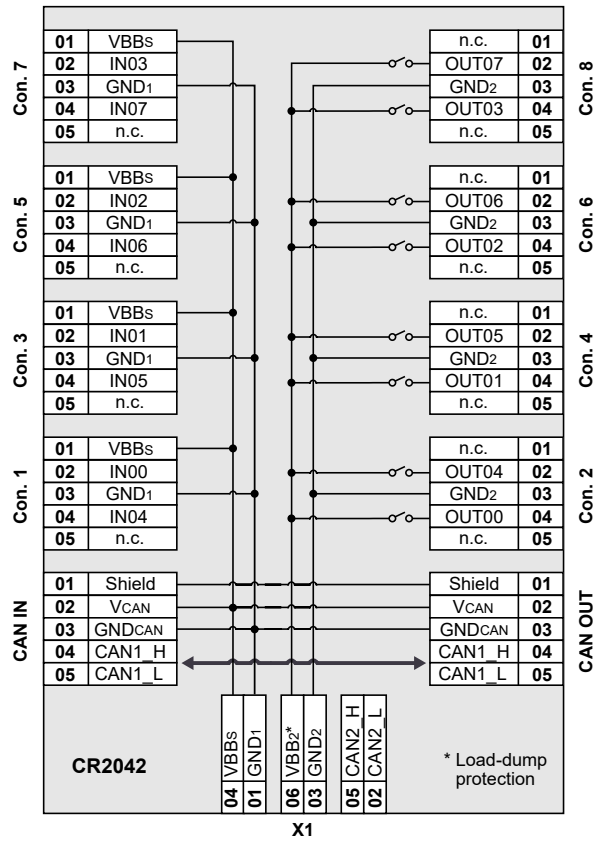 Con. 7
01 VBBS
02 IN03
03 GND1
04 IN07
05 n.c.
Con. 8
n.c. 01
OUT07 02
GND2 03
OUT03 04
n.c. 05
Con. 5
01 VBBS
02 IN02
03 GND1
04 IN06
05 n.c.
Con. 6
n.c. 01
OUT06 02
GND2 03
OUT02 04
n.c. 05
Con. 3
01 VBBS
02 IN01
03 GND1
04 IN05
05 n.c.
Con. 4
n.c. 01
OUT05 02
GND2 03
OUT01 04
n.c. 05
Con. 1
01 VBBS
02 IN00
03 GND1
04 IN04
05 n.c.
Con. 2
n.c. 01
OUT04 02
GND2 03
OUT00 04
n.c. 05
CAN IN
01 Shield
02 VCAN
03 GNDCAN
04 CAN1_H
05 CAN1_L
CAN OUT
Shield 01
VCAN 02
GNDCAN 03
CAN1_H 04
CAN1_L 05
CR2042
04 VBBS
01 GND1
06 VBB2*
03 GND2
05 CAN2_H
02 CAN2_L
* Load-dump
protection
X1